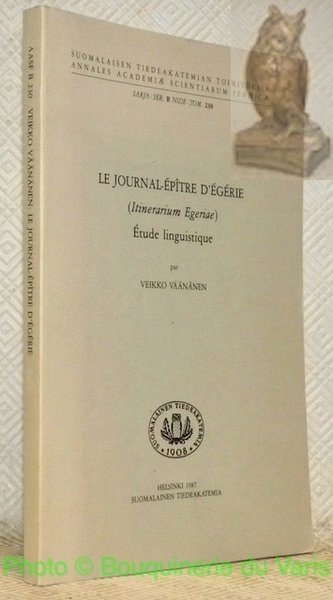 SUOMALAISEN TIEDEAKATEMIAN
ANNALES ACADEMIÆ SCIENTIARUM
SARJA-SER. B NIDE-TOM. 230
LE JOURNAL-ÉPÎTRE D'ÉGÉRIE
(Itinerarium Egeriae)
Étude linguistique
par
VEIKKO VÄÄNÄNEN
SUOMALAINEN TIEDEAKATEMIA
1908
HELSINKI 1987
SUOMALAINEN TIEDEAKATEMIA
AASF B 230 VEIKKO VÄÄNÄNEN LE JOURNAL-ÉPÎTRE D'ÉGÉRIE
Photo © Bouquinerie du Varis